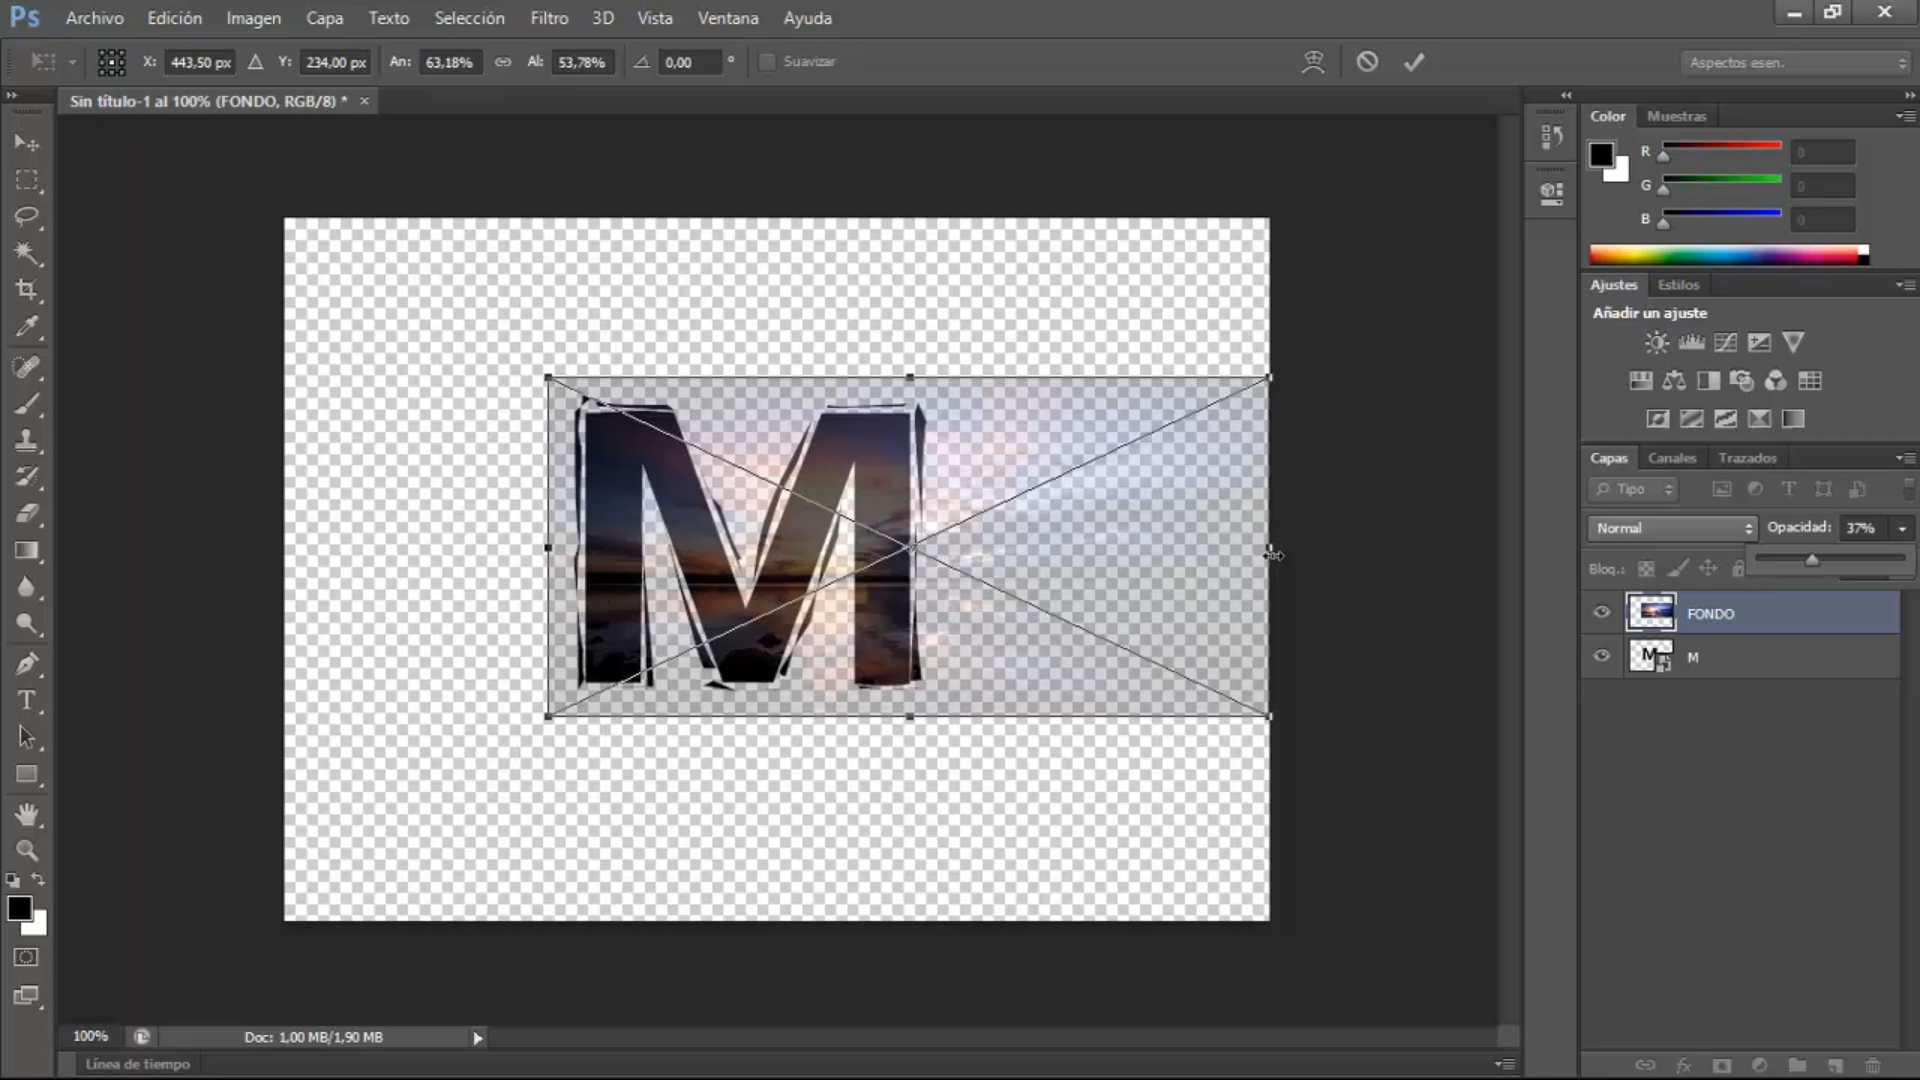 Ps Archivo Edición Imagen Capa Texto Selección Filtro 3D Vista Ventana Ayuda
X: 443,50 px Y: 234,00 px An: 63,18% Al: 53,78% 0,00 ° Suavizar Aspectos esen.
Sin título-1 al 100% (FONDO, RGB/8) * ×
Color Muestras
R 0
G 0
B 0
Ajustes Estilos
Añadir un ajuste
Capas Canales Trazados
Tipo
Normal Opacidad: 37%
Bloq.:
FONDO
M
M
100% Doc: 1,00 MB/1,90 MB
Línea de tiempo